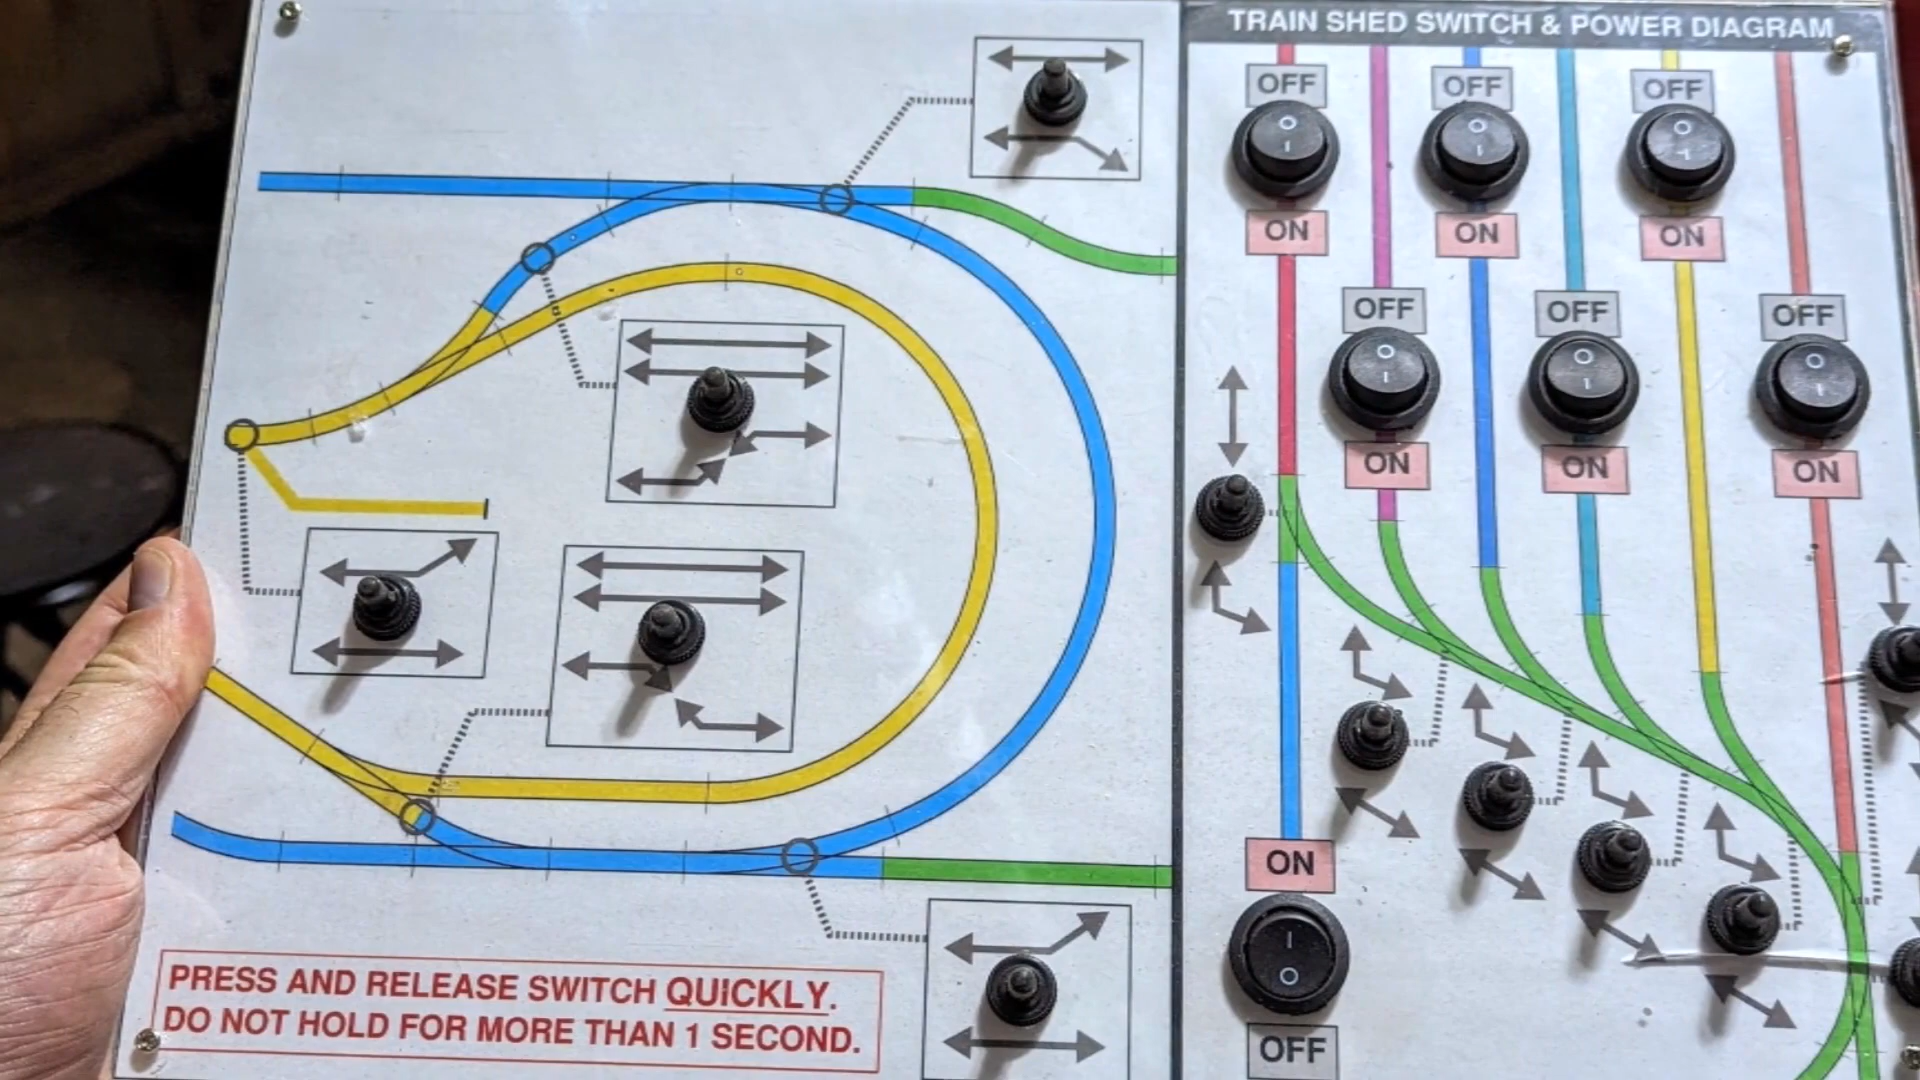 TRAIN SHED SWITCH & POWER DIAGRAM
OFF OFF OFF
ON ON ON
OFF OFF OFF
ON ON ON
ON
OFF
PRESS AND RELEASE SWITCH QUICKLY.
DO NOT HOLD FOR MORE THAN 1 SECOND.